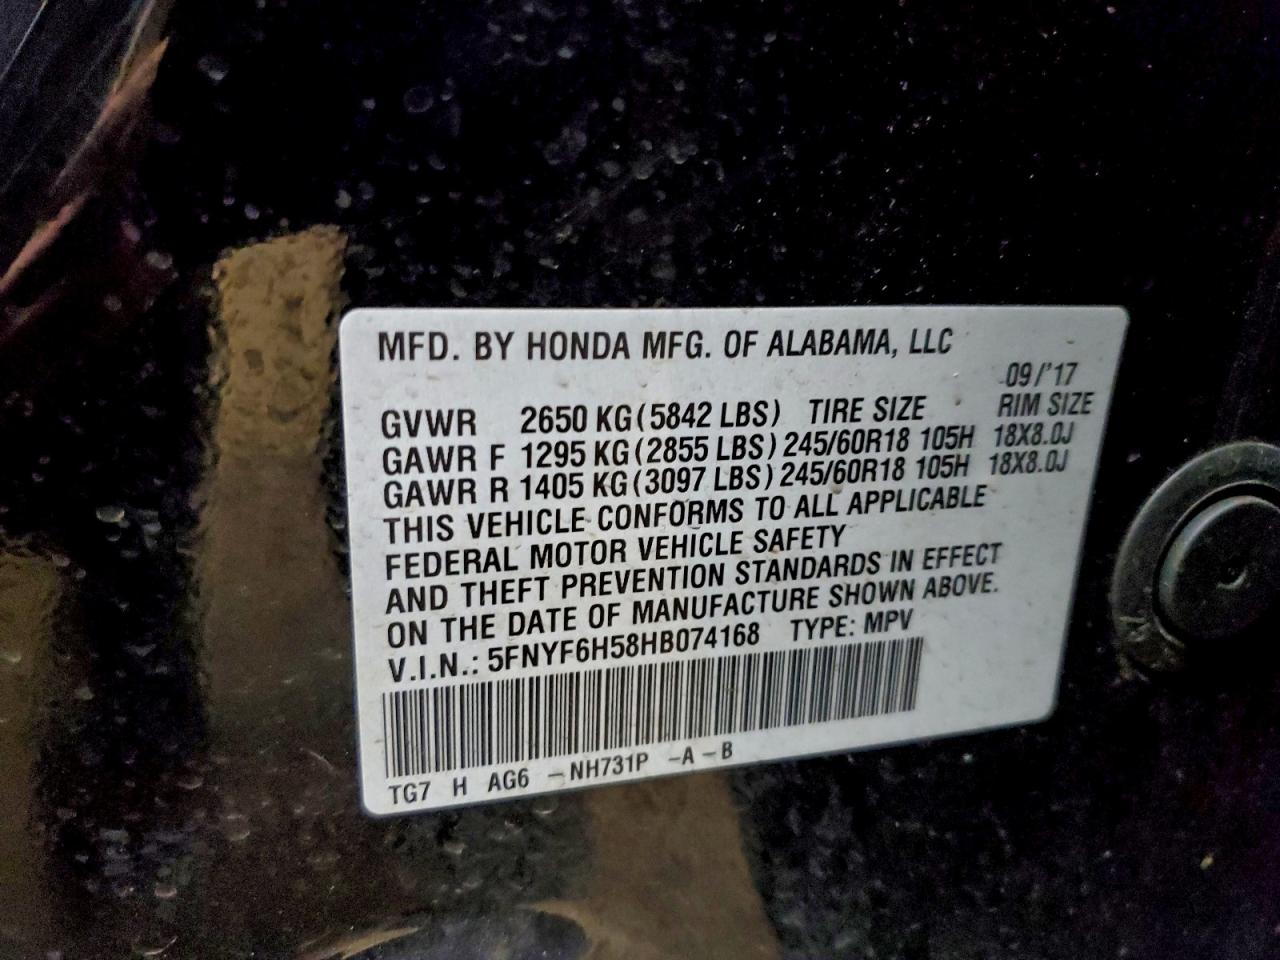 MFD. BY HONDA MFG. OF ALABAMA, LLC
09/'17
GVWR 2650 KG (5842 LBS) TIRE SIZE RIM SIZE
GAWR F 1295 KG (2855 LBS) 245/60R18 105H 18X8.0J
GAWR R 1405 KG (3097 LBS) 245/60R18 105H 18X8.0J
THIS VEHICLE CONFORMS TO ALL APPLICABLE
FEDERAL MOTOR VEHICLE SAFETY
AND THEFT PREVENTION STANDARDS IN EFFECT
ON THE DATE OF MANUFACTURE SHOWN ABOVE.
V.I.N.: 5FNYF6H58HB074168 TYPE: MPV
TG7 H AG6 -NH731P -A-B